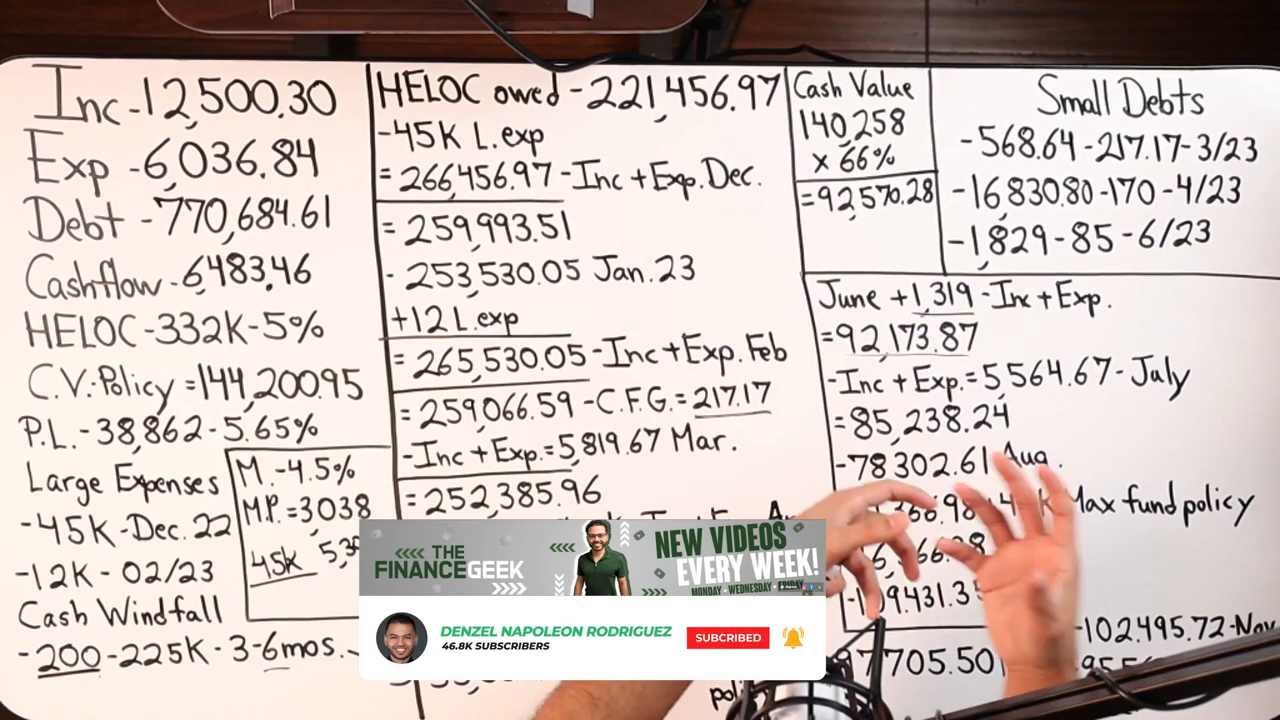 Inc -12,500.30
Exp -6,036.84
Debt -770,684.61
Cashflow -6,483.46
HELOC -332K-5%
C.V.-Policy =144,200.95
P.L.-38,862-5.65%
Large Expenses
-45K-Dec.22
-12K-02/23
Cash Windfall
-200-225K-3-6mos.
M.-4.5%
M.P.=3038
45K
HELOC owed -221,456.97
-45K L.exp
=266,456.97-Inc+Exp.Dec.
=259,993.51
-253,530.05 Jan.23
+12 L.exp
=265,530.05-Inc+Exp.Feb
=259,066.59-C.F.G.=217.17
-Inc+Exp.=5,819.67 Mar.
=252,385.96
Cash Value
140,258
x 66%
=92,570.28
Small Debts
-568.64-217.17-3/23
-16,830.80-170-4/23
-1,829-85-6/23
June +1,319-Inc+Exp.
=92,173.87
-Inc+Exp.=5,564.67-July
=85,238.24
-78302.61 Aug.
Max fund policy
-102,495.72-Nov
THE
FINANCEGEEK
NEW VIDEOS
EVERY WEEK!
MONDAY - WEDNESDAY - FRIDAY
DENZEL NAPOLEON RODRIGUEZ
46.8K SUBSCRIBERS
SUBCRIBED